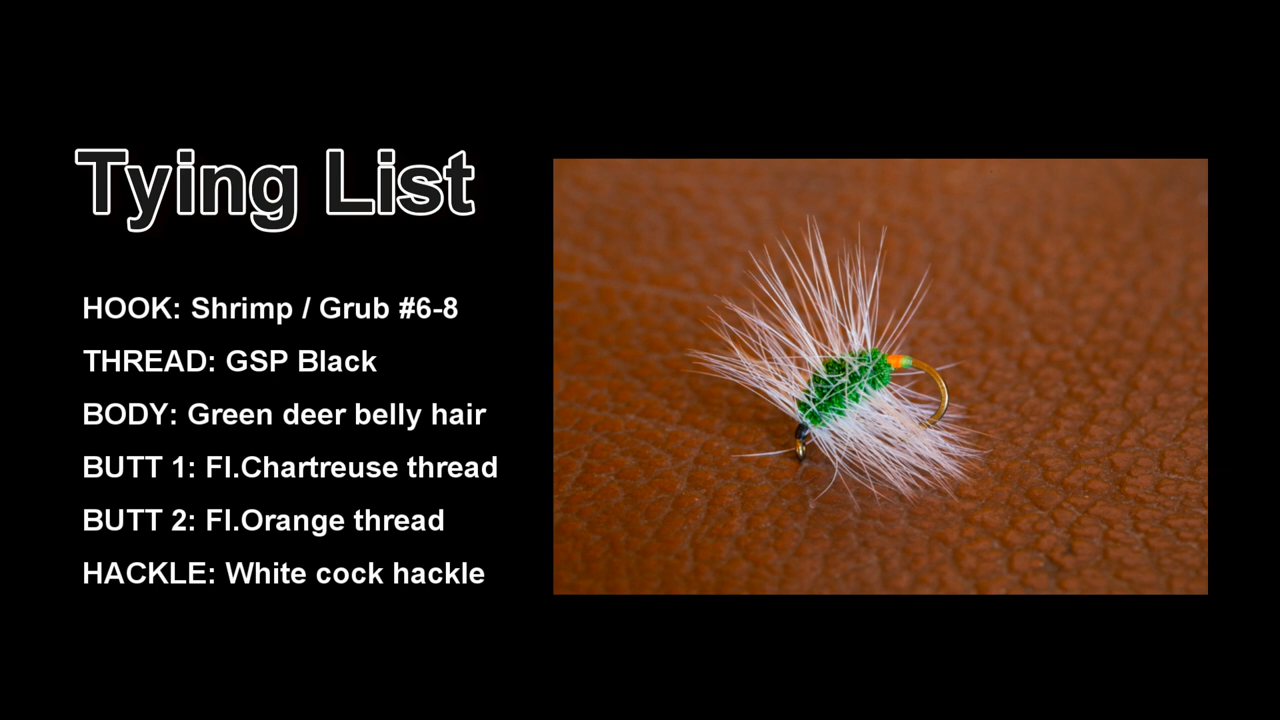 Tying List
HOOK: Shrimp / Grub #6-8
THREAD: GSP Black
BODY: Green deer belly hair
BUTT 1: Fl.Chartreuse thread
BUTT 2: Fl.Orange thread
HACKLE: White cock hackle